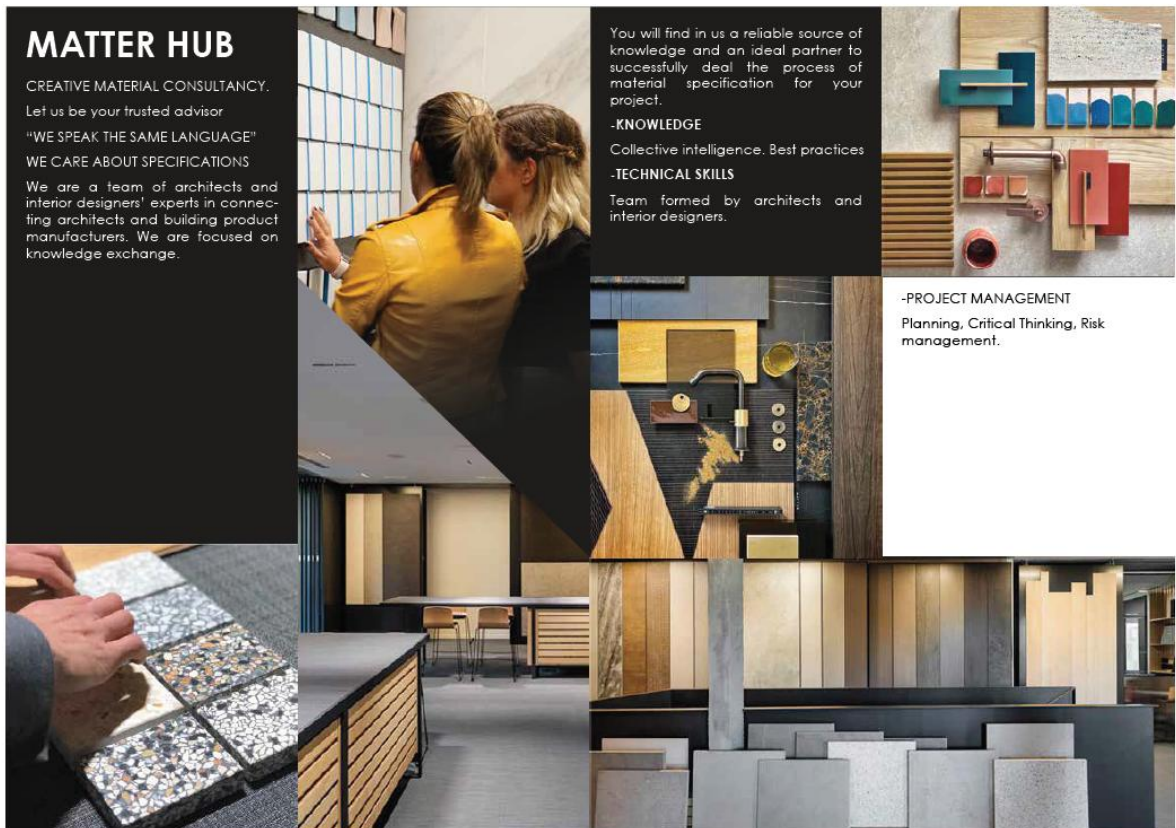 MATTER HUB
CREATIVE MATERIAL CONSULTANCY.
Let us be your trusted advisor
“WE SPEAK THE SAME LANGUAGE”
WE CARE ABOUT SPECIFICATIONS
We are a team of architects and
interior designers’ experts in connec-
ting architects and building product
manufacturers. We are focused on
knowledge exchange.
You will find in us a reliable source of
knowledge and an ideal partner to
successfully deal the process of
material specification for your
project.
-KNOWLEDGE
Collective intelligence. Best practices
-TECHNICAL SKILLS
Team formed by architects and
interior designers.
-PROJECT MANAGEMENT
Planning, Critical Thinking, Risk
management.